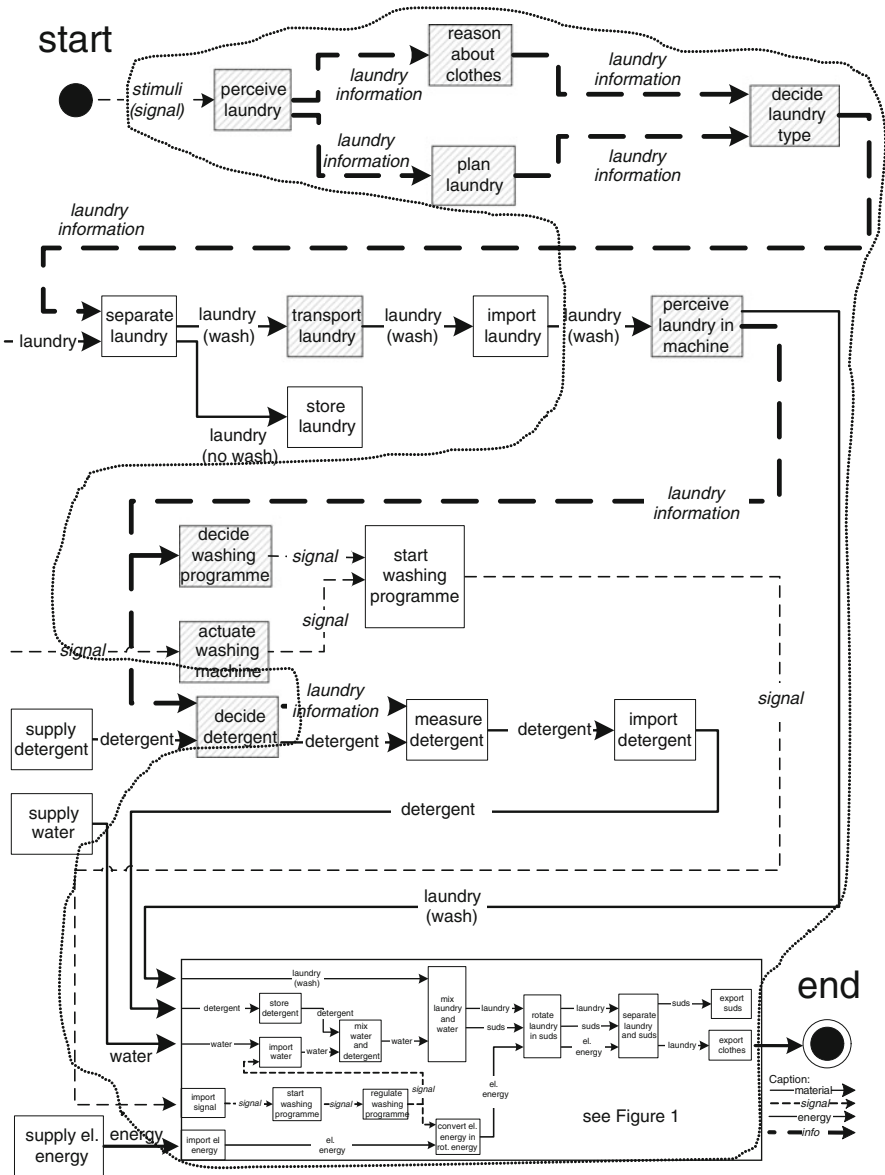 start
stimuli
(signal)
perceive
laundry
laundry
information
reason
about
clothes
laundry
information
laundry
information
plan
laundry
laundry
information
decide
laundry
type
laundry
information
laundry
separate
laundry
laundry
(wash)
transport
laundry
laundry
(wash)
import
laundry
laundry
(wash)
perceive
laundry in
machine
store
laundry
laundry
(no wash)
laundry
information
decide
washing
programme
signal
start
washing
programme
signal
signal
actuate
washing
machine
signal
supply
detergent
detergent
decide
detergent
laundry
information
detergent
measure
detergent
detergent
import
detergent
supply
water
detergent
laundry
(wash)
laundry
(wash)
detergent
store
detergent
detergent
water
water
import
water
water
mix
water and
detergent
water
mix
laundry
and
water
laundry
suds
rotate
laundry
in suds
laundry
suds
el.
energy
separate
laundry
and suds
suds
export
suds
laundry
export
clothes
end
el.
energy
import
signal
signal
start
washing
programme
signal
regulate
washing
programme
signal
convert el.
energy in
rot. energy
see Figure 1
supply el.
energy
energy
import el
energy
el.
energy
Caption:
material
signal
energy
info